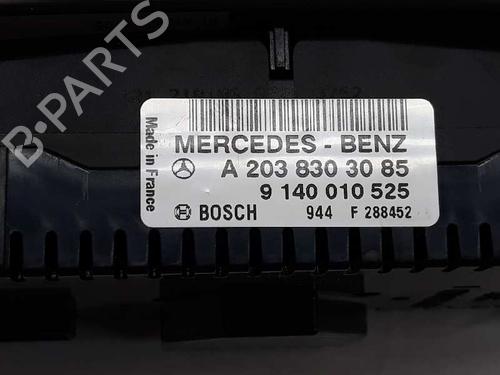 B-PARTS
Made in France
MERCEDES - BENZ
A 203 830 30 85
9 140 010 525
BOSCH 944 F 288452